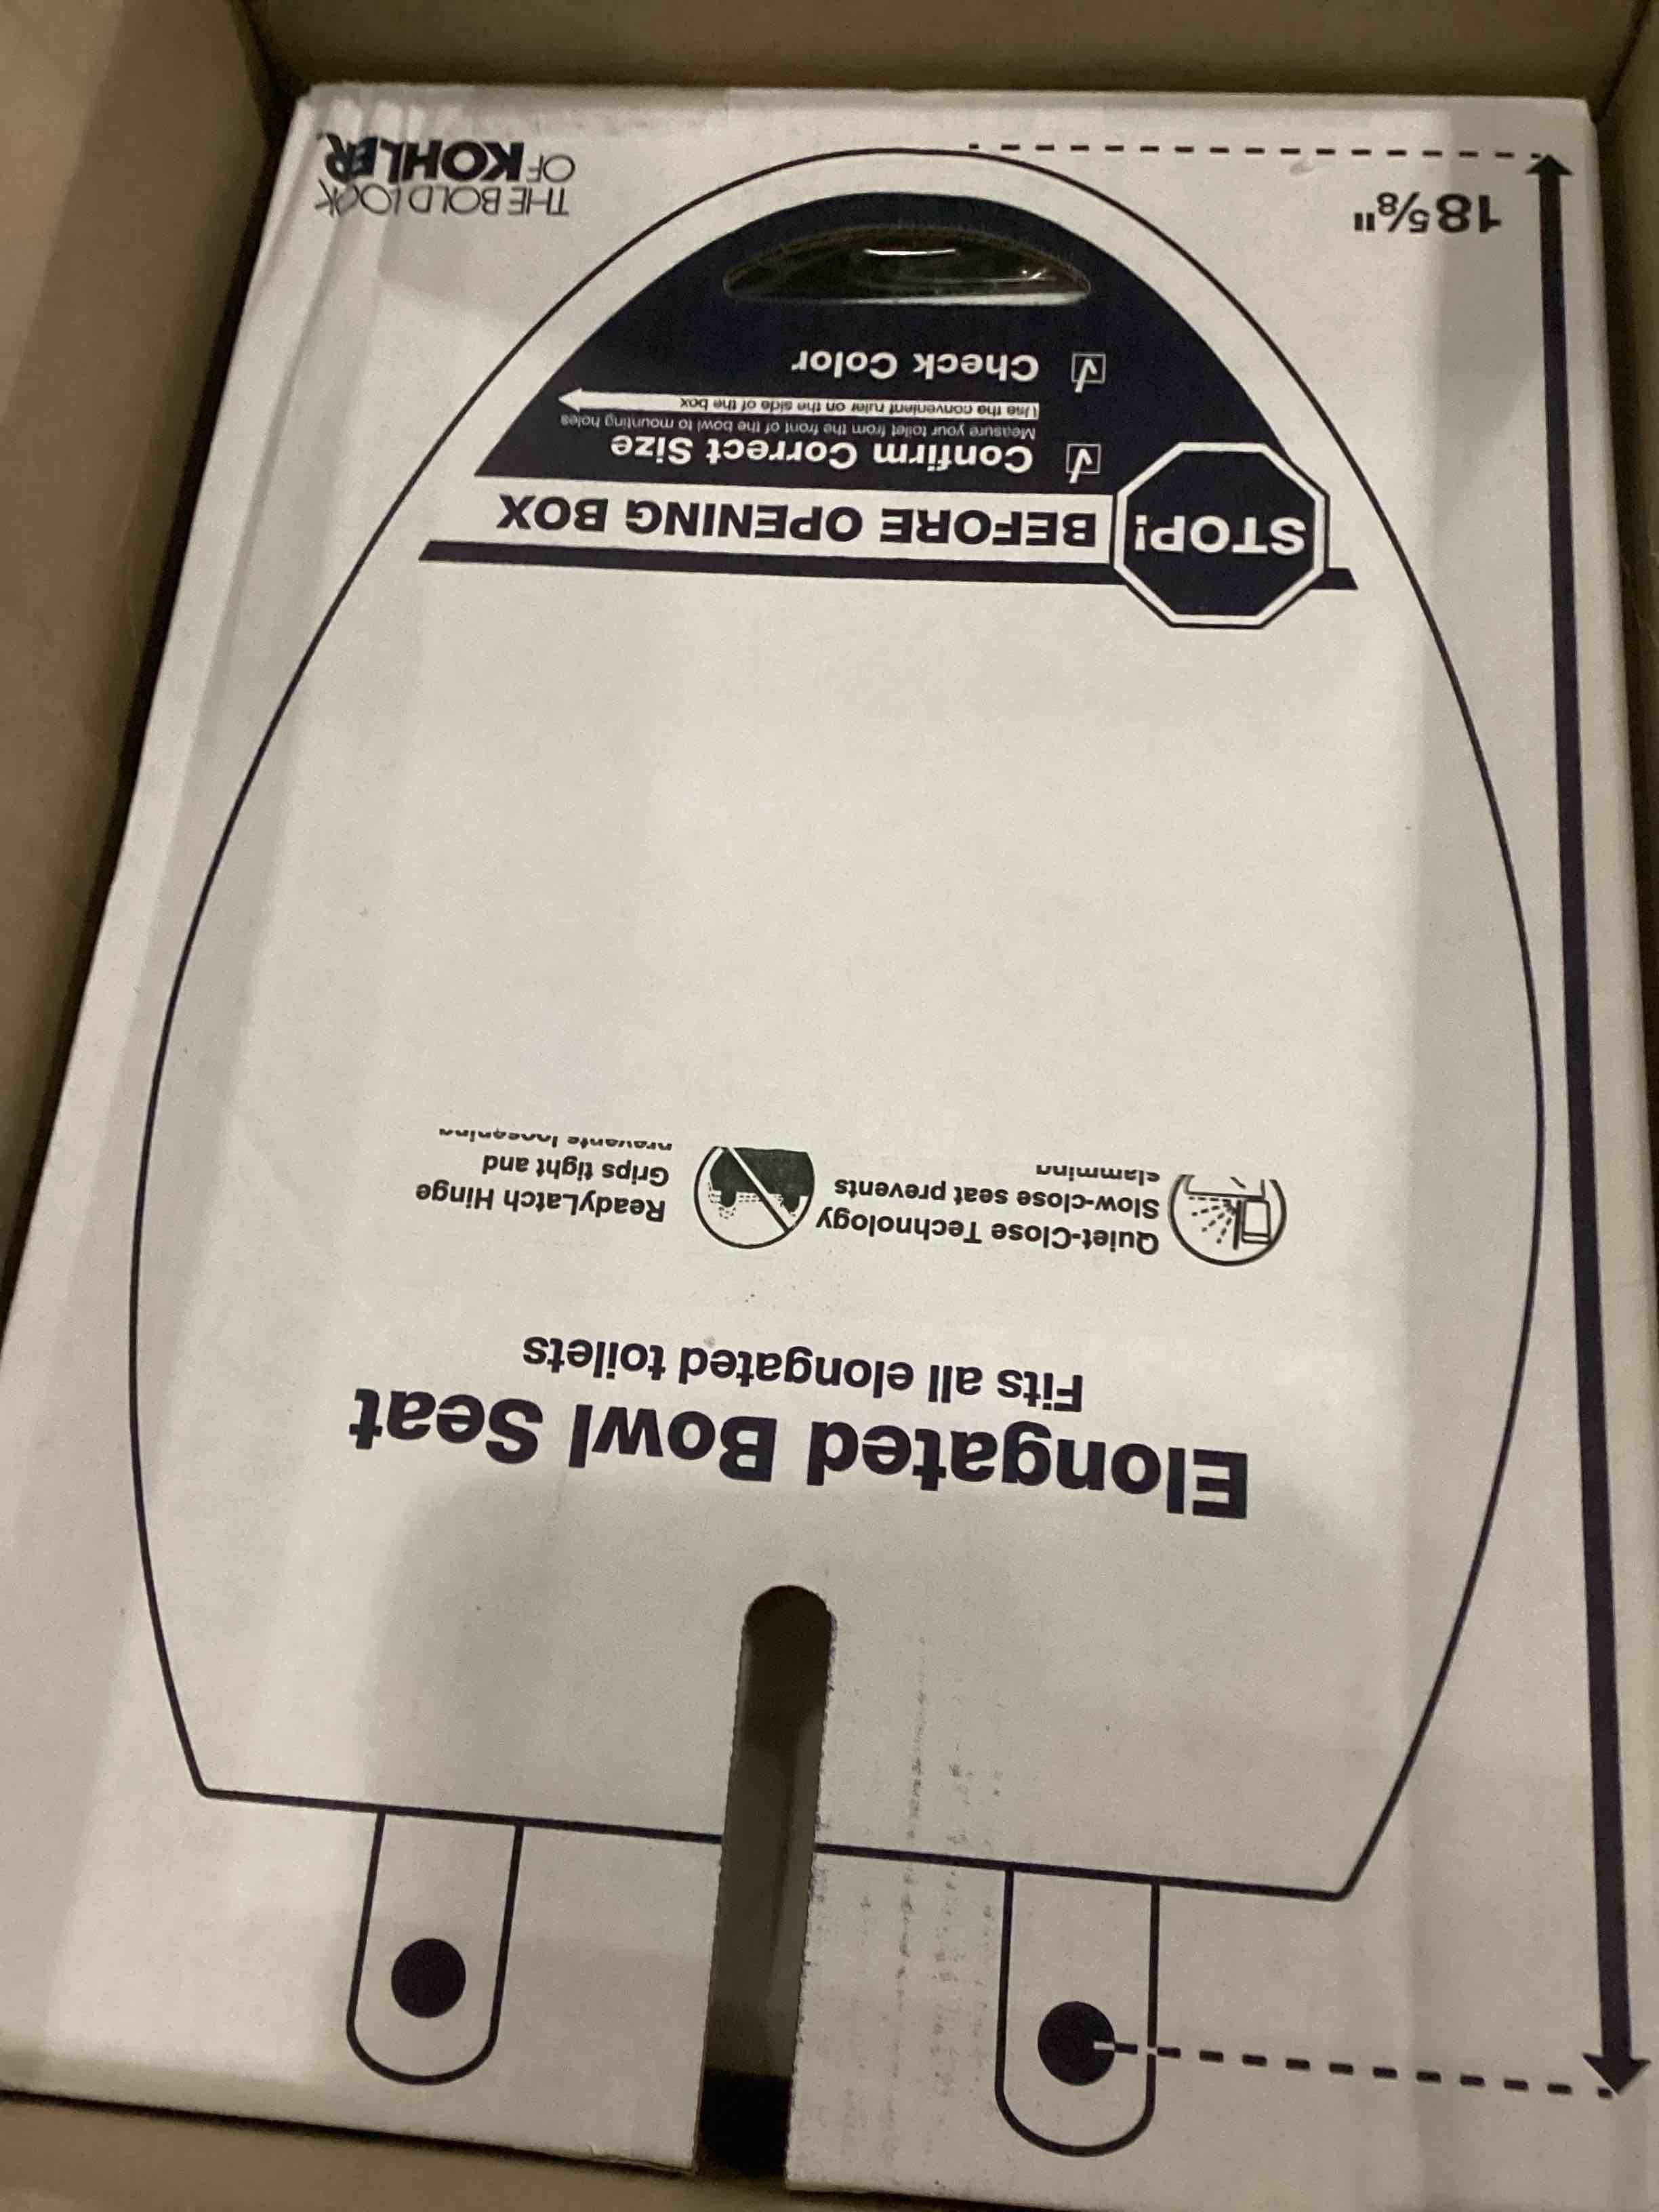 Elongated Bowl Seat
Fits all elongated toilets
Quiet-Close Technology
Slow-close seat prevents
slamming
ReadyLatch Hinge
Grips tight and
prevents loosening
STOP!
BEFORE OPENING BOX
Confirm Correct Size
Measure your toilet from the front of the bowl to mounting holes
Use the convenient ruler on the side of the box
Check Color
18⅝"
THE BOLD LOOK
OF KOHLER®